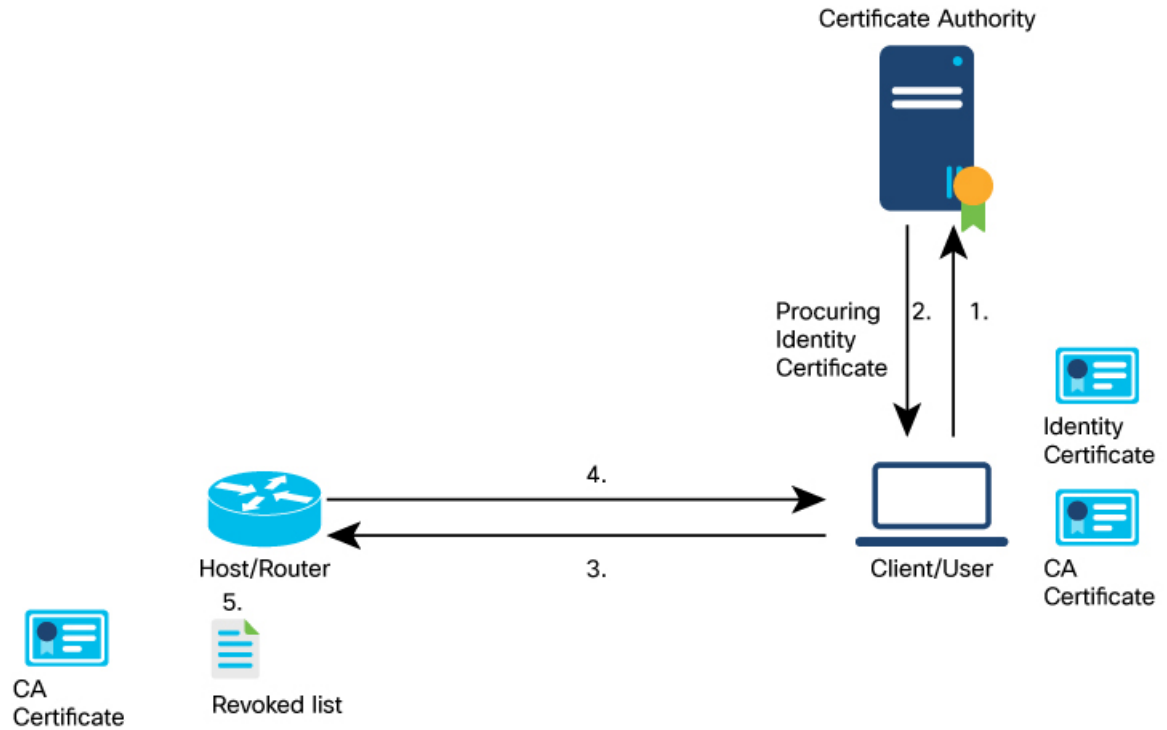 Certificate Authority
Procuring
Identity
Certificate
2.
1.
Identity
Certificate
4.
Host/Router
3.
Client/User
CA
Certificate
5.
CA
Certificate
Revoked list